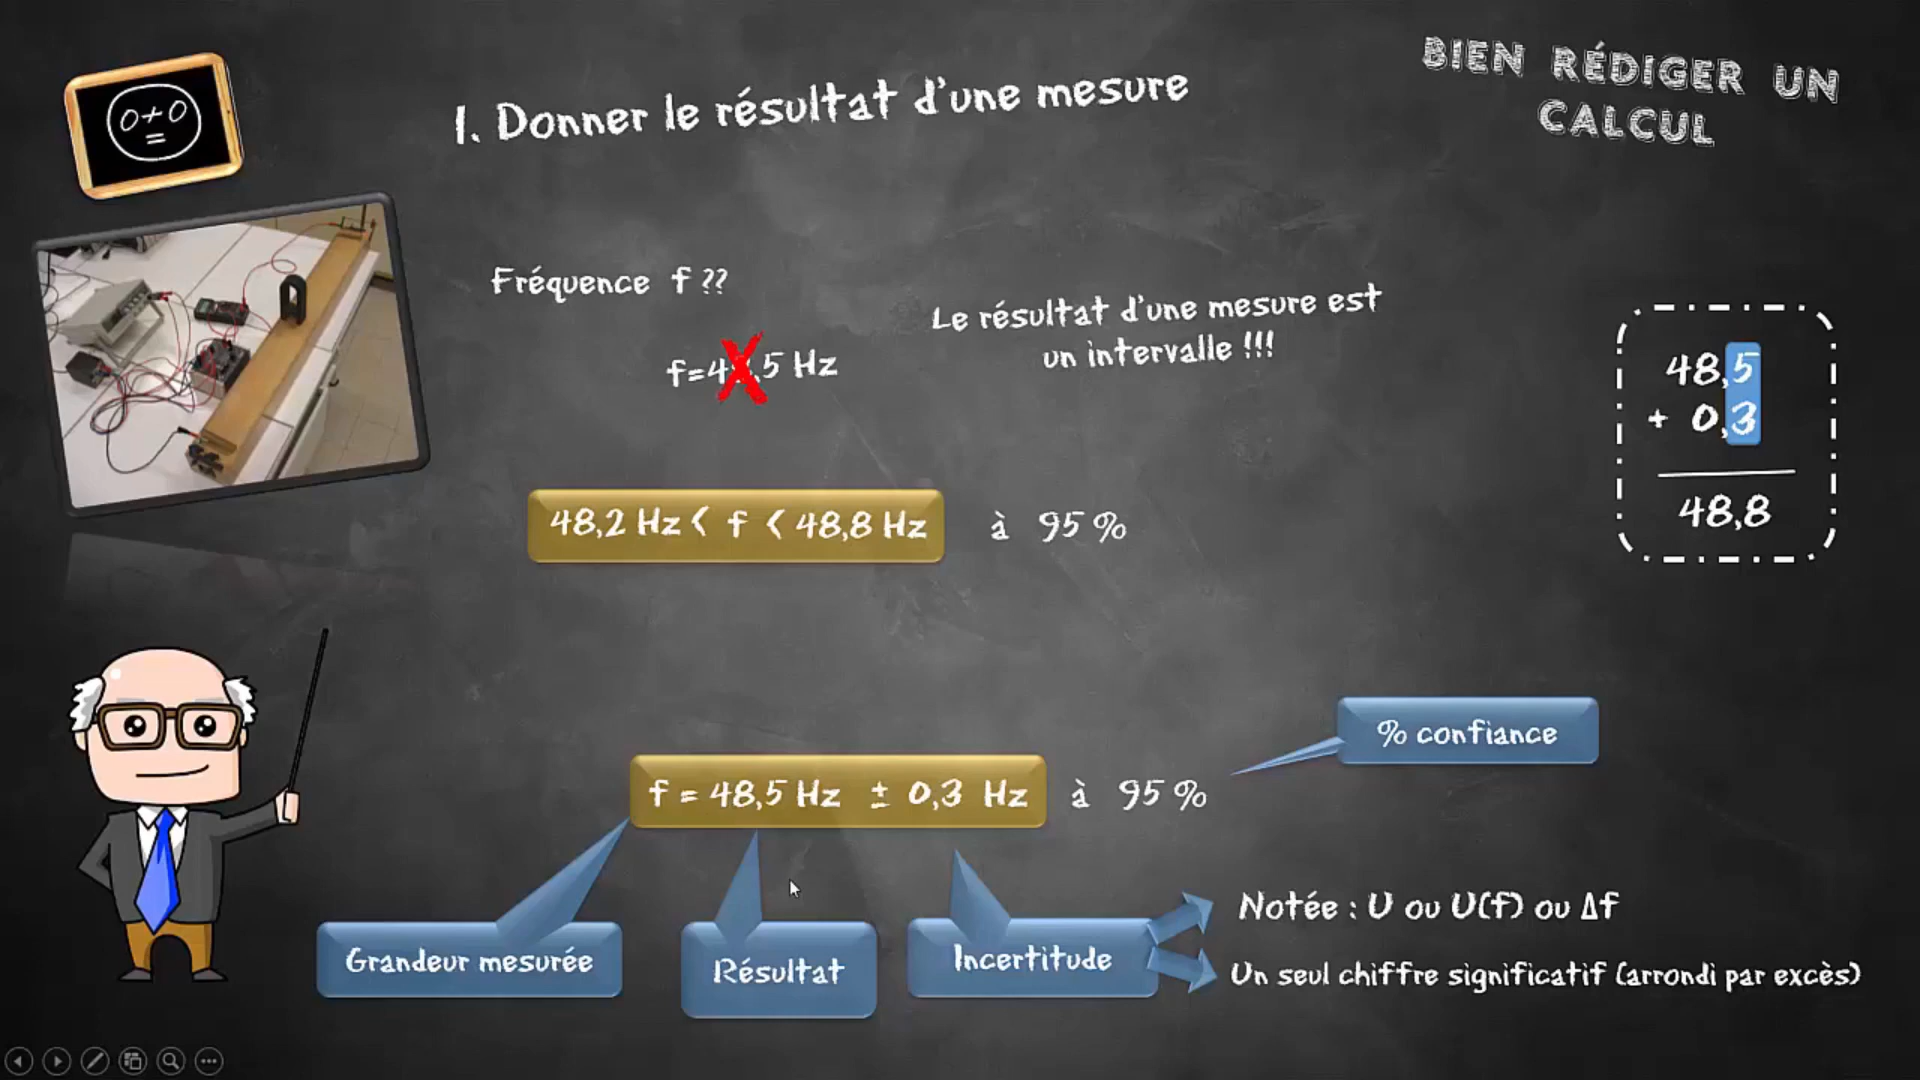 BIEN RÉDIGER UN
CALCUL
0+0
=
1. Donner le résultat d'une mesure
Fréquence f ??
Le résultat d'une mesure est
un intervalle !!!
f=4 ,5 Hz
48,5
+ 0,3
48,8
48,2 Hz < f < 48,8 Hz à 95 %
% confiance
f = 48,5 Hz ± 0,3 Hz à 95 %
Grandeur mesurée
Résultat
Incertitude
Notée : U ou U(f) ou Δf
Un seul chiffre significatif (arrondi par excès)